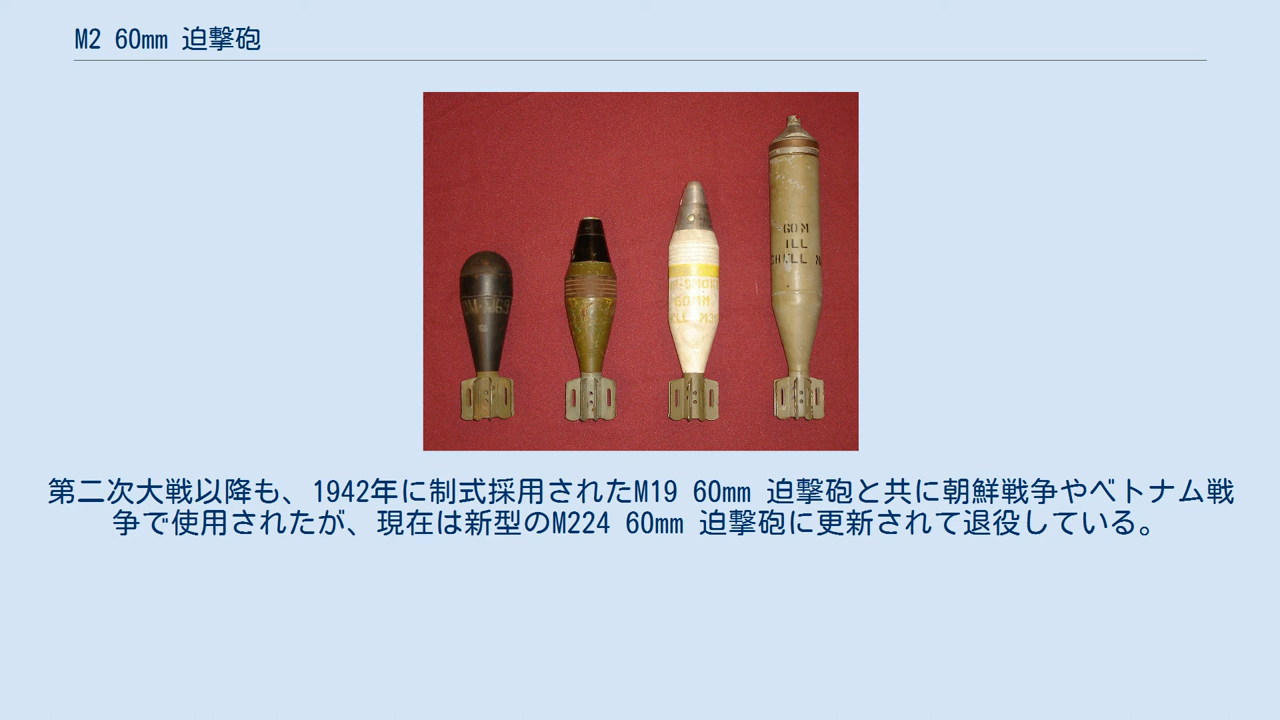 M2 60mm 迫撃砲
60M
ILL
SHELL
60MM
第二次大戦以降も、1942年に制式採用されたM19 60mm 迫撃砲と共に朝鮮戦争やベトナム戦
争で使用されたが、現在は新型のM224 60mm 迫撃砲に更新されて退役している。